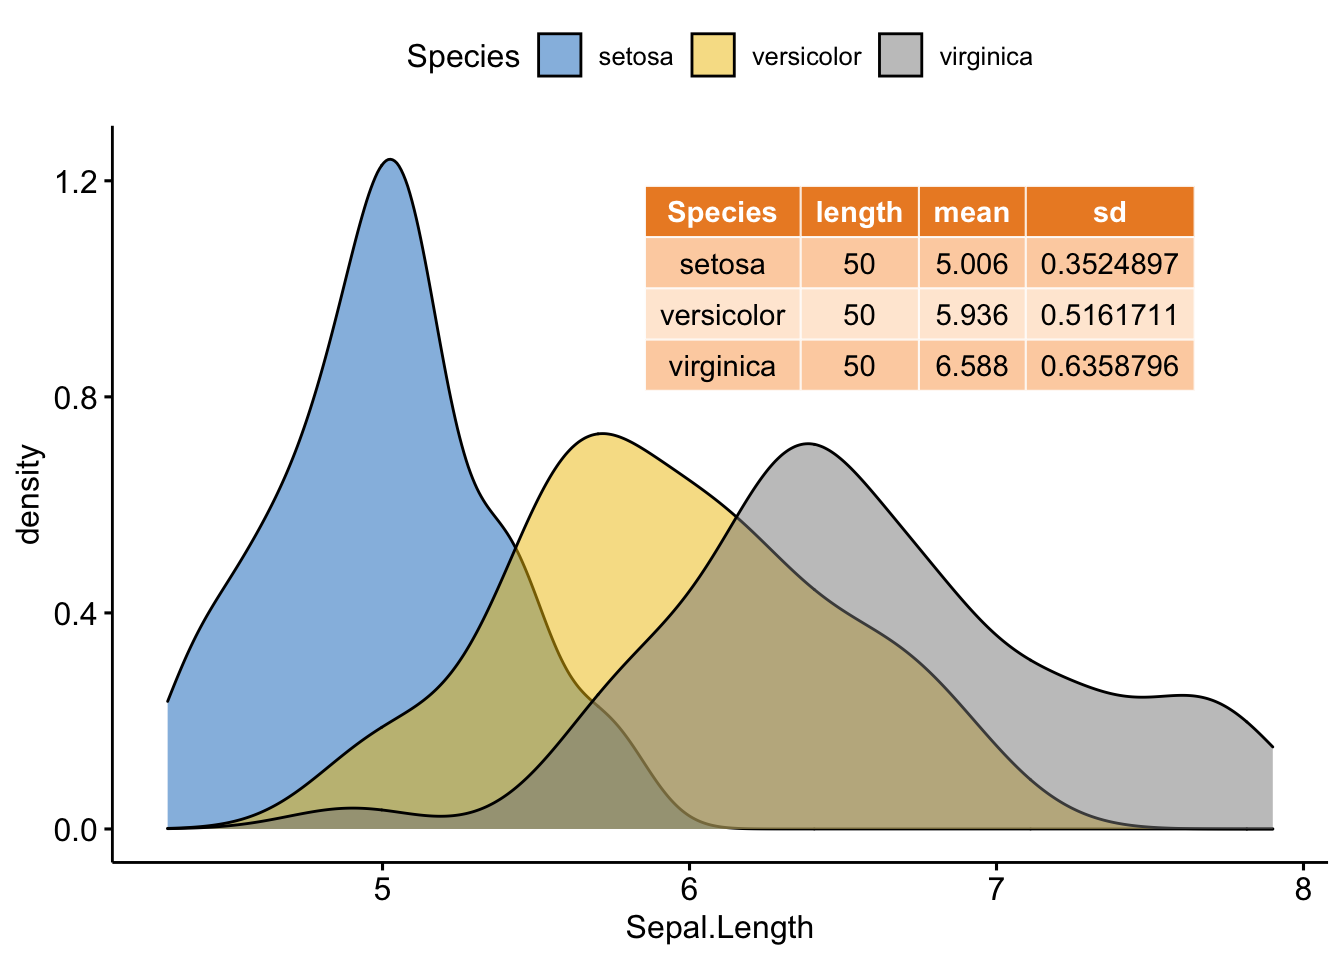 Species setosa versicolor virginica
1.2
0.8
0.4
0.0
density
Species length mean sd
setosa 50 5.006 0.3524897
versicolor 50 5.936 0.5161711
virginica 50 6.588 0.6358796
5 6 7 8
Sepal.Length